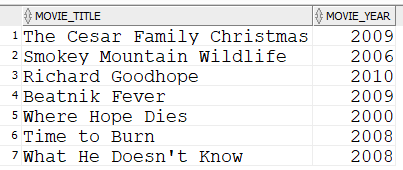 MOVIE_TITLE MOVIE_YEAR
1 The Cesar Family Christmas 2009
2 Smokey Mountain Wildlife 2006
3 Richard Goodhope 2010
4 Beatnik Fever 2009
5 Where Hope Dies 2000
6 Time to Burn 2008
7 What He Doesn't Know 2008